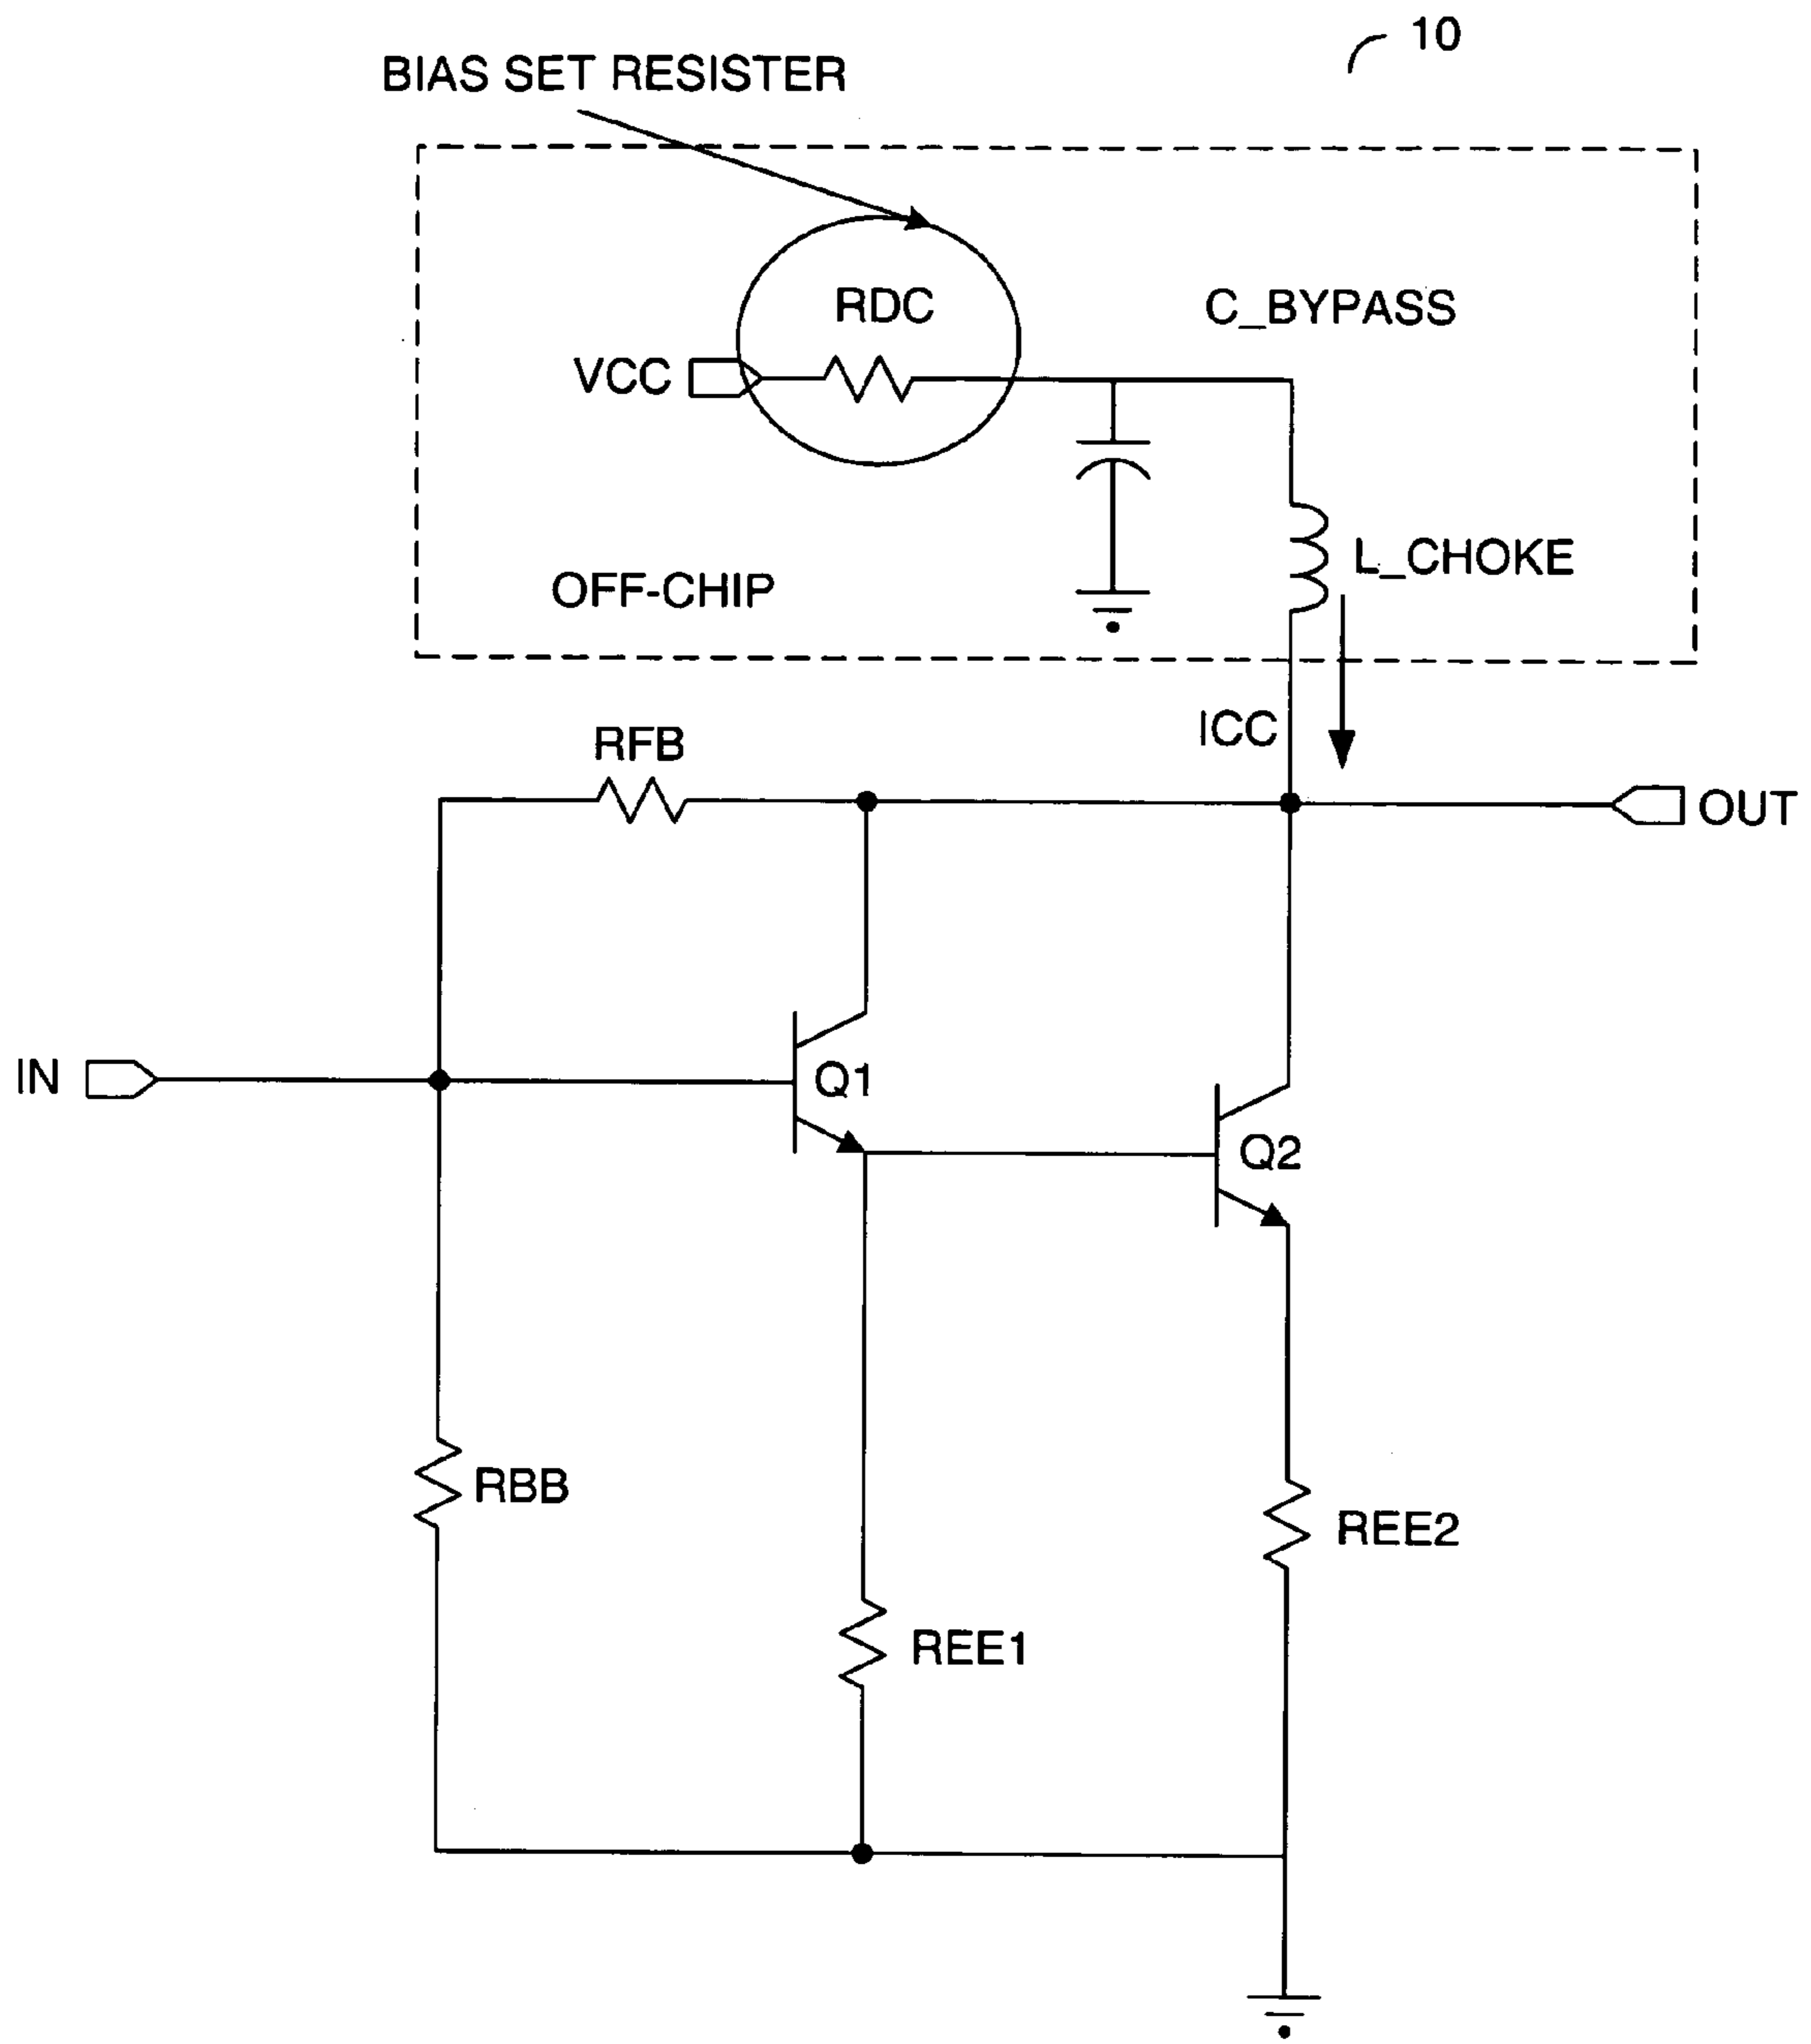 10
BIAS SET RESISTER
RDC
C_BYPASS
VCC
L_CHOKE
OFF-CHIP
ICC
RFB
OUT
IN
Q1
Q2
RBB
REE2
REE1